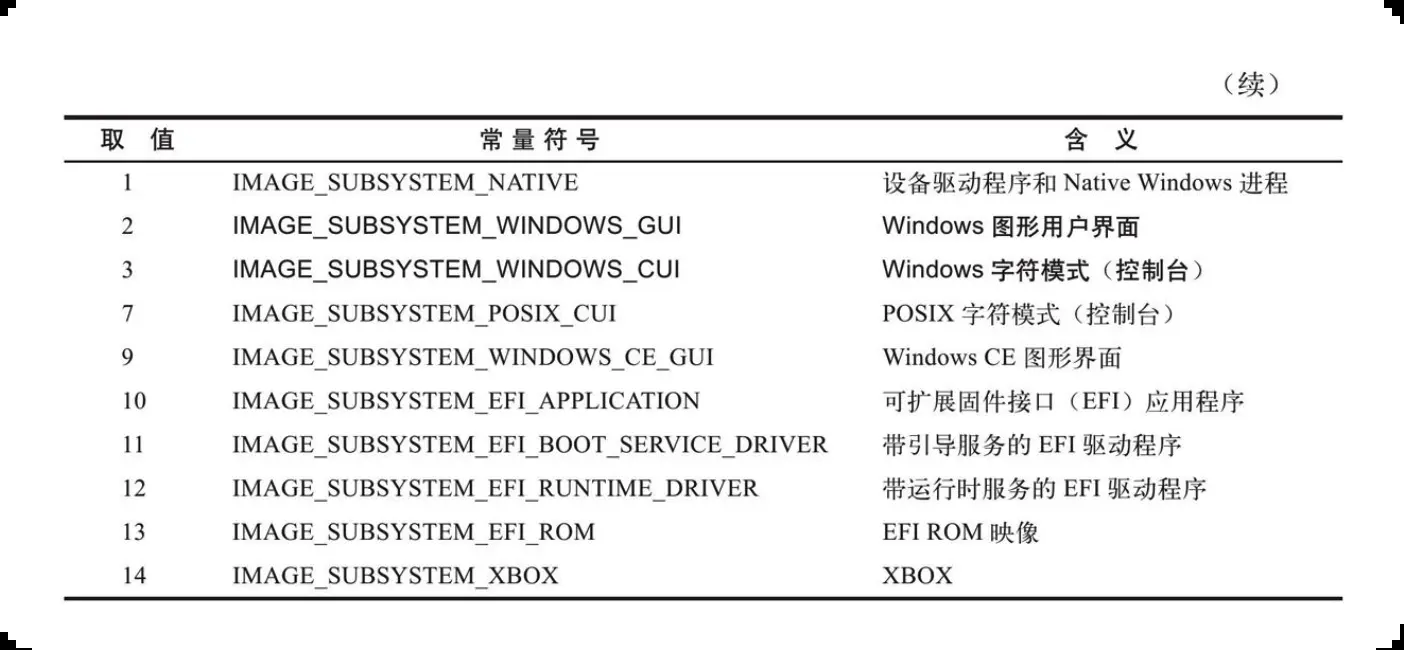 （续）
取 值 常 量 符 号 含 义
1 IMAGE_SUBSYSTEM_NATIVE 设备驱动程序和 Native Windows 进程
2 IMAGE_SUBSYSTEM_WINDOWS_GUI Windows 图形用户界面
3 IMAGE_SUBSYSTEM_WINDOWS_CUI Windows 字符模式（控制台）
7 IMAGE_SUBSYSTEM_POSIX_CUI POSIX 字符模式（控制台）
9 IMAGE_SUBSYSTEM_WINDOWS_CE_GUI Windows CE 图形界面
10 IMAGE_SUBSYSTEM_EFI_APPLICATION 可扩展固件接口（EFI）应用程序
11 IMAGE_SUBSYSTEM_EFI_BOOT_SERVICE_DRIVER 带引导服务的 EFI 驱动程序
12 IMAGE_SUBSYSTEM_EFI_RUNTIME_DRIVER 带运行时服务的 EFI 驱动程序
13 IMAGE_SUBSYSTEM_EFI_ROM EFI ROM 映像
14 IMAGE_SUBSYSTEM_XBOX XBOX